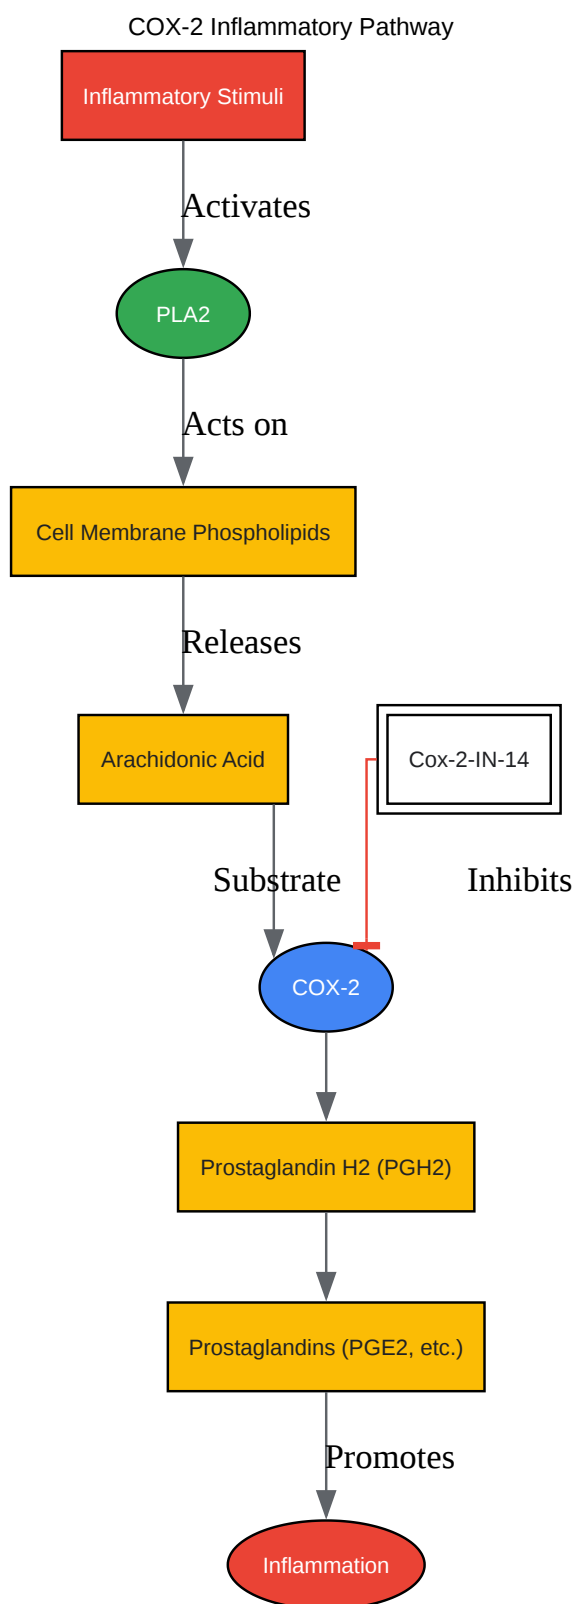 COX-2 Inflammatory Pathway
Inflammatory Stimuli
Activates
PLA2
Acts on
Cell Membrane Phospholipids
Releases
Arachidonic Acid
Cox-2-IN-14
Substrate
Inhibits
COX-2
Prostaglandin H2 (PGH2)
Prostaglandins (PGE2, etc.)
Promotes
Inflammation